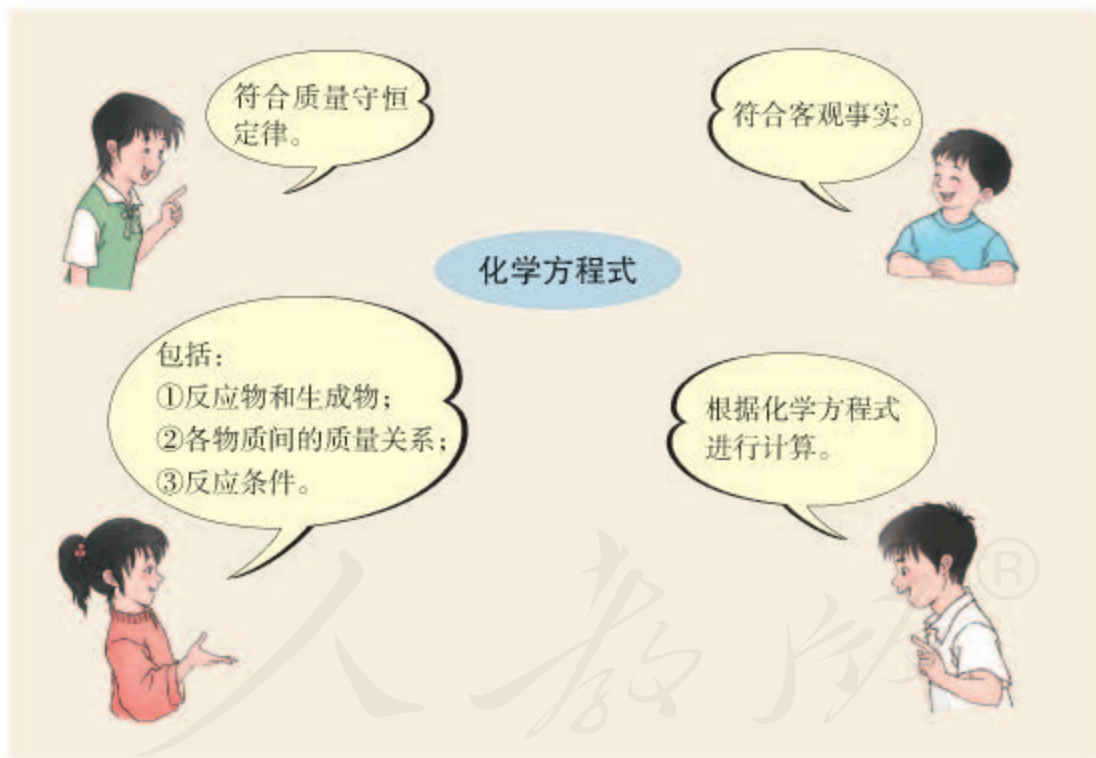 符合质量守恒
定律。
符合客观事实。
化学方程式
包括：
①反应物和生成物；
②各物质间的质量关系；
③反应条件。
根据化学方程式
进行计算。
人教版®